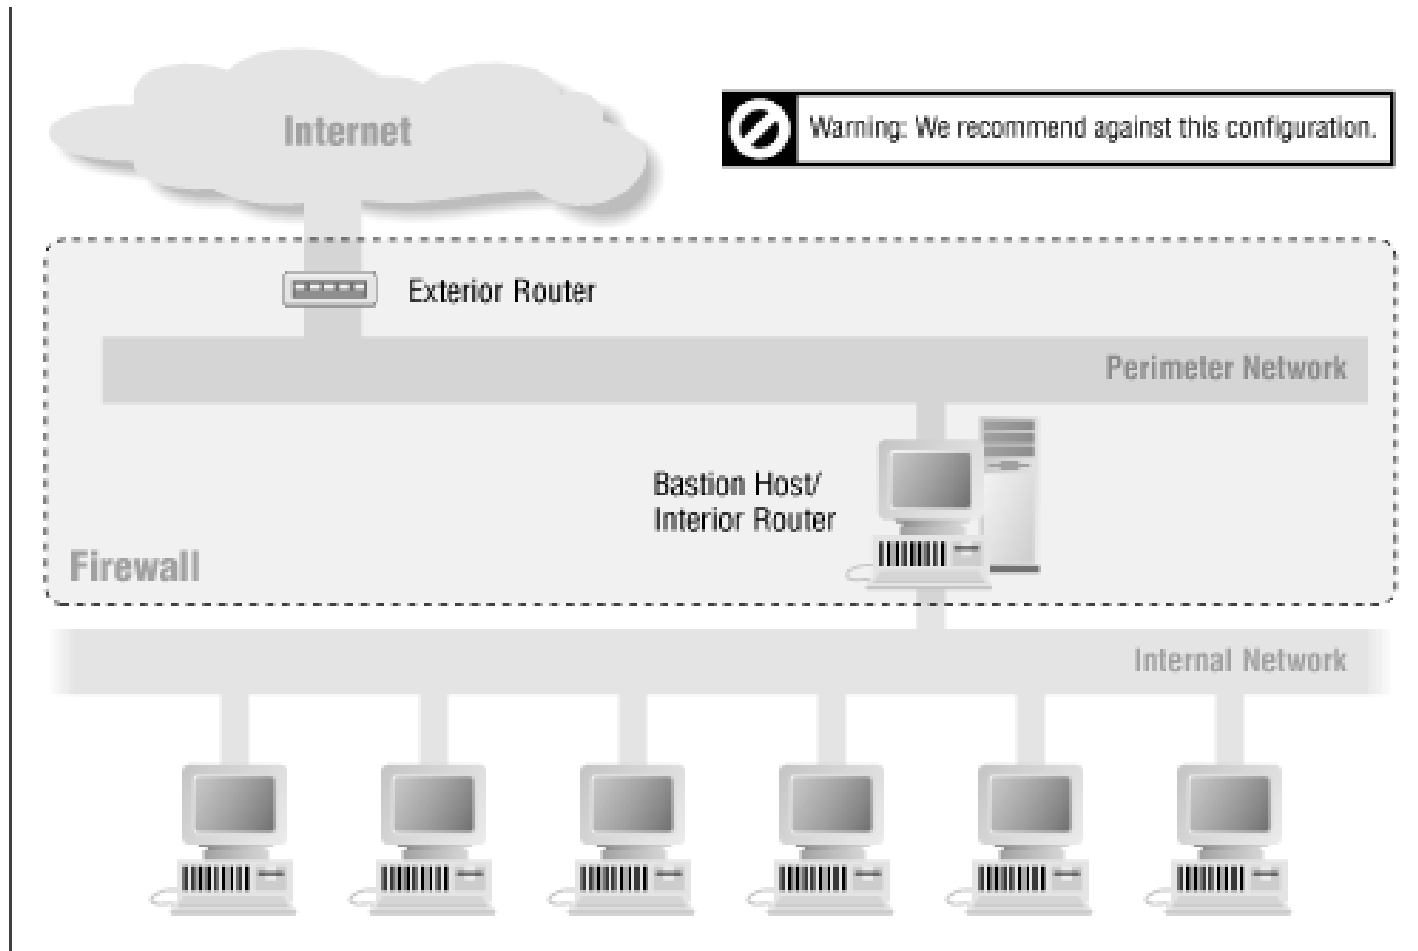 Internet
Warning: We recommend against this configuration.
Exterior Router
Perimeter Network
Bastion Host/
Interior Router
Firewall
Internal Network